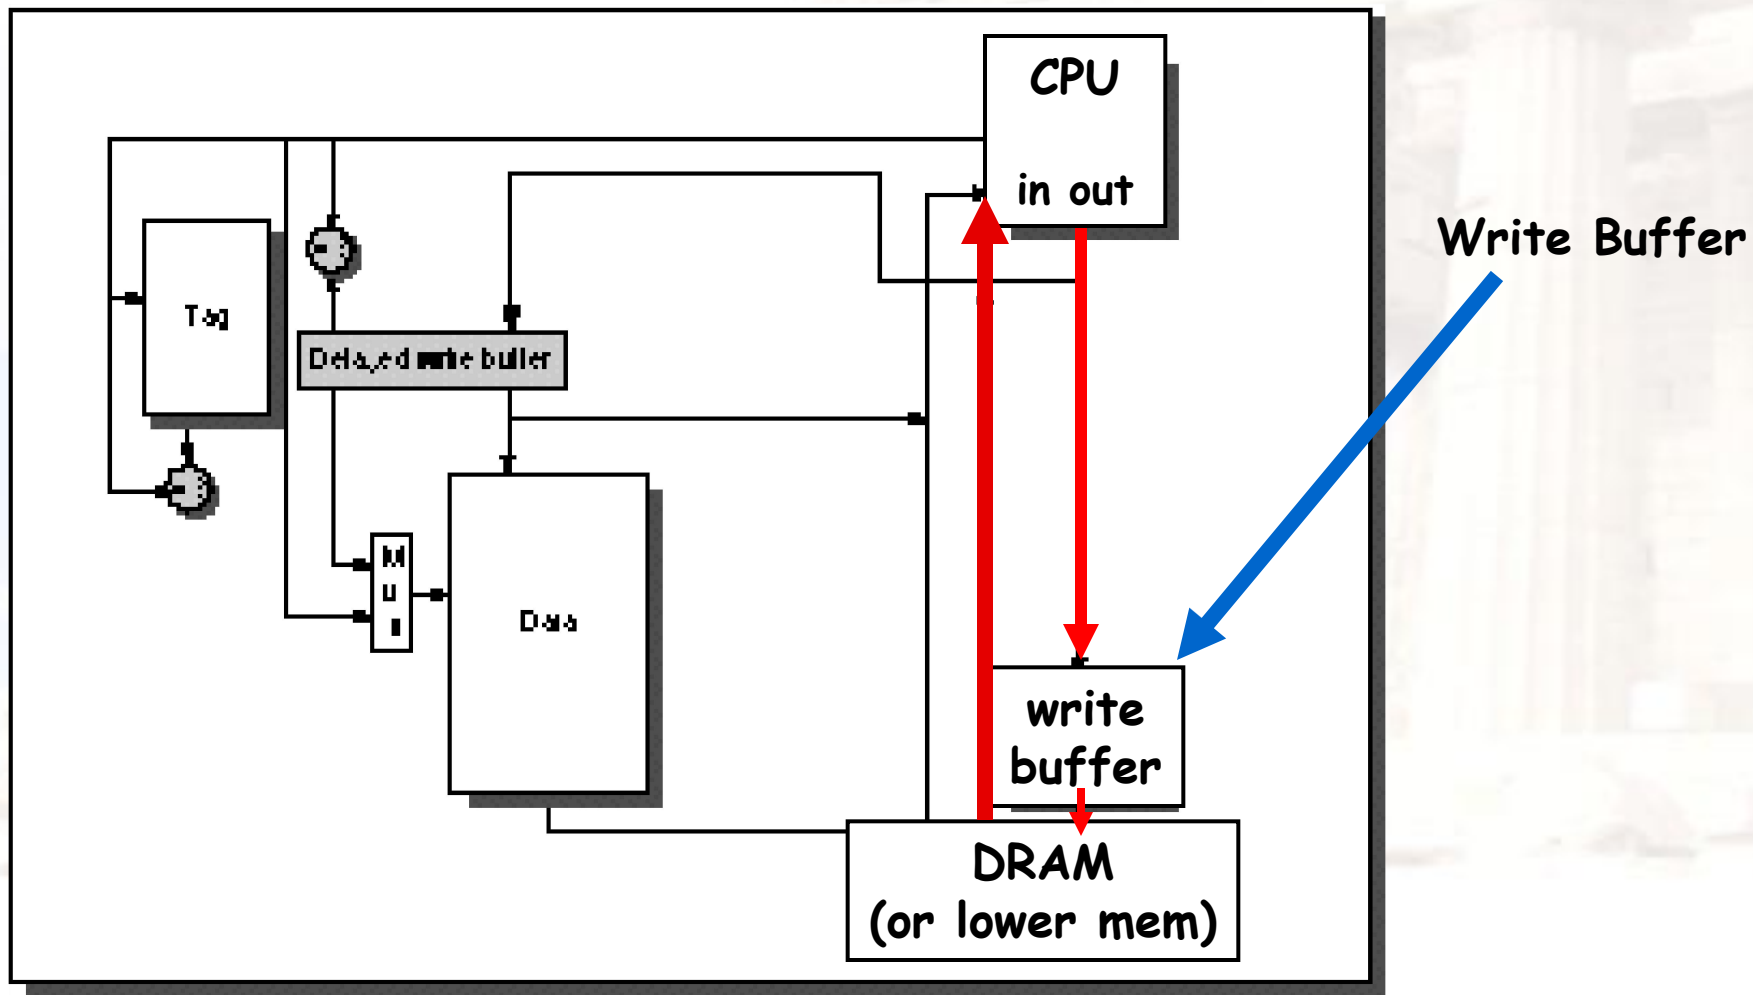 CPU
in out
Write Buffer
Tag
Delayed write buffer
M
u
Data
write
buffer
DRAM
(or lower mem)